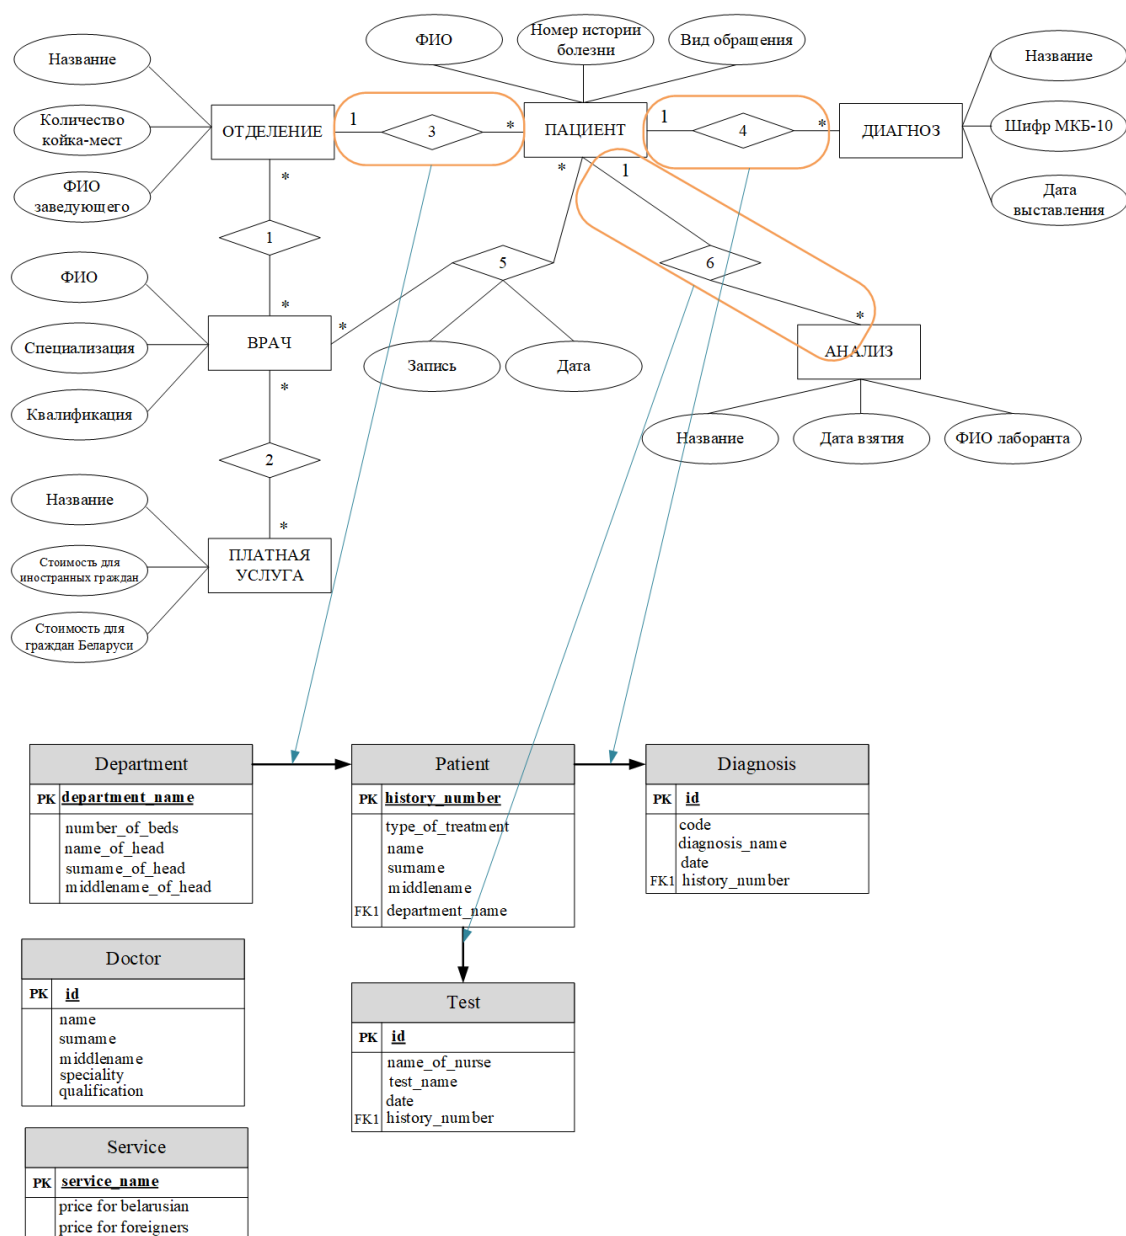 ФИО
Номер истории
болезни
Вид обращения
Название
Название
Количество
койка-мест
ОТДЕЛЕНИЕ
1
3
*
ПАЦИЕНТ
1
4
*
ДИАГНОЗ
Шифр МКБ-10
*
*
1
ФИО
заведующего
Дата
выставления
1
5
6
ФИО
*
*
*
ВРАЧ
АНАЛИЗ
Специализация
Запись
Дата
*
Квалификация
Название
Дата взятия
ФИО лаборанта
2
Название
*
ПЛАТНАЯ
УСЛУГА
Стоимость для
иностранных граждан
Стоимость для
граждан Беларуси
Department
PK department_name
number_of_beds
name_of_head
surname_of_head
middlename_of_head
Patient
PK history_number
type_of_treatment
name
surname
middlename
FK1 department_name
Diagnosis
PK id
code
diagnosis_name
date
FK1 history_number
Doctor
PK id
name
surname
middlename
speciality
qualification
Test
PK id
name_of_nurse
test_name
date
FK1 history_number
Service
PK service_name
price for belarusian
price for foreigners